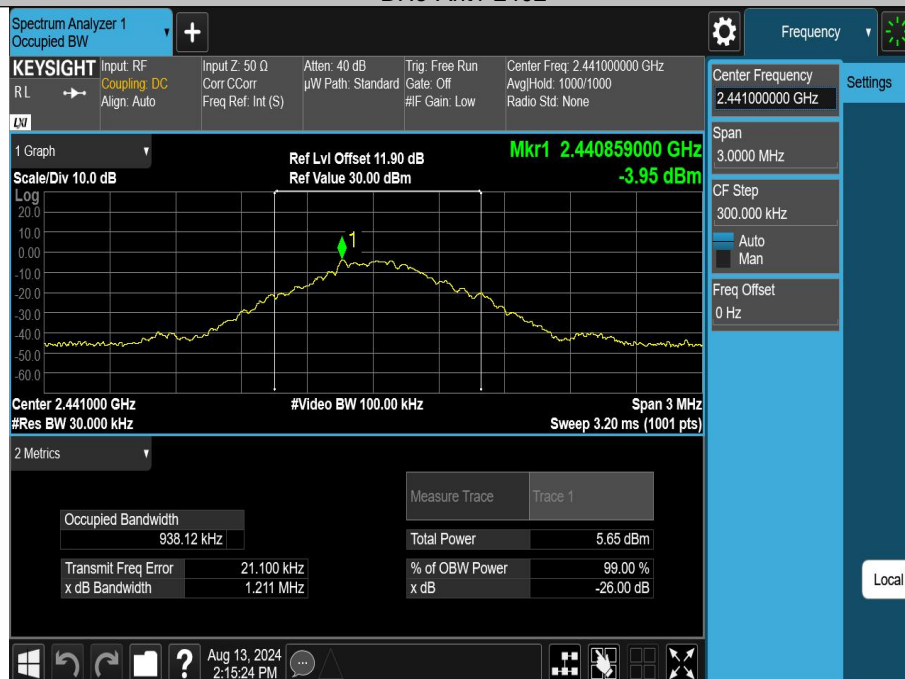 Spectrum Analyzer 1
Occupied BW
Frequency
KEYSIGHT
RL
LXI
Input: RF
Coupling: DC
Align: Auto
Input Z: 50 Ω
Corr CCorr
Freq Ref: Int (S)
Atten: 40 dB
µW Path: Standard
Trig: Free Run
Gate: Off
#IF Gain: Low
Center Freq: 2.441000000 GHz
Avg|Hold: 1000/1000
Radio Std: None
Center Frequency
2.441000000 GHz
Settings
Span
3.0000 MHz
CF Step
300.000 kHz
Auto
Man
Freq Offset
0 Hz
Local
1 Graph
Scale/Div 10.0 dB
Ref Lvl Offset 11.90 dB
Ref Value 30.00 dBm
Mkr1 2.440859000 GHz
-3.95 dBm
Log
20.0
10.0
0.00
-10.0
-20.0
-30.0
-40.0
-50.0
-60.0
1
Center 2.441000 GHz
#Res BW 30.000 kHz
#Video BW 100.00 kHz
Span 3 MHz
Sweep 3.20 ms (1001 pts)
2 Metrics
Measure Trace Trace 1
Occupied Bandwidth
938.12 kHz
Total Power 5.65 dBm
Transmit Freq Error 21.100 kHz
% of OBW Power 99.00 %
x dB Bandwidth 1.211 MHz
x dB -26.00 dB
Aug 13, 2024
2:15:24 PM